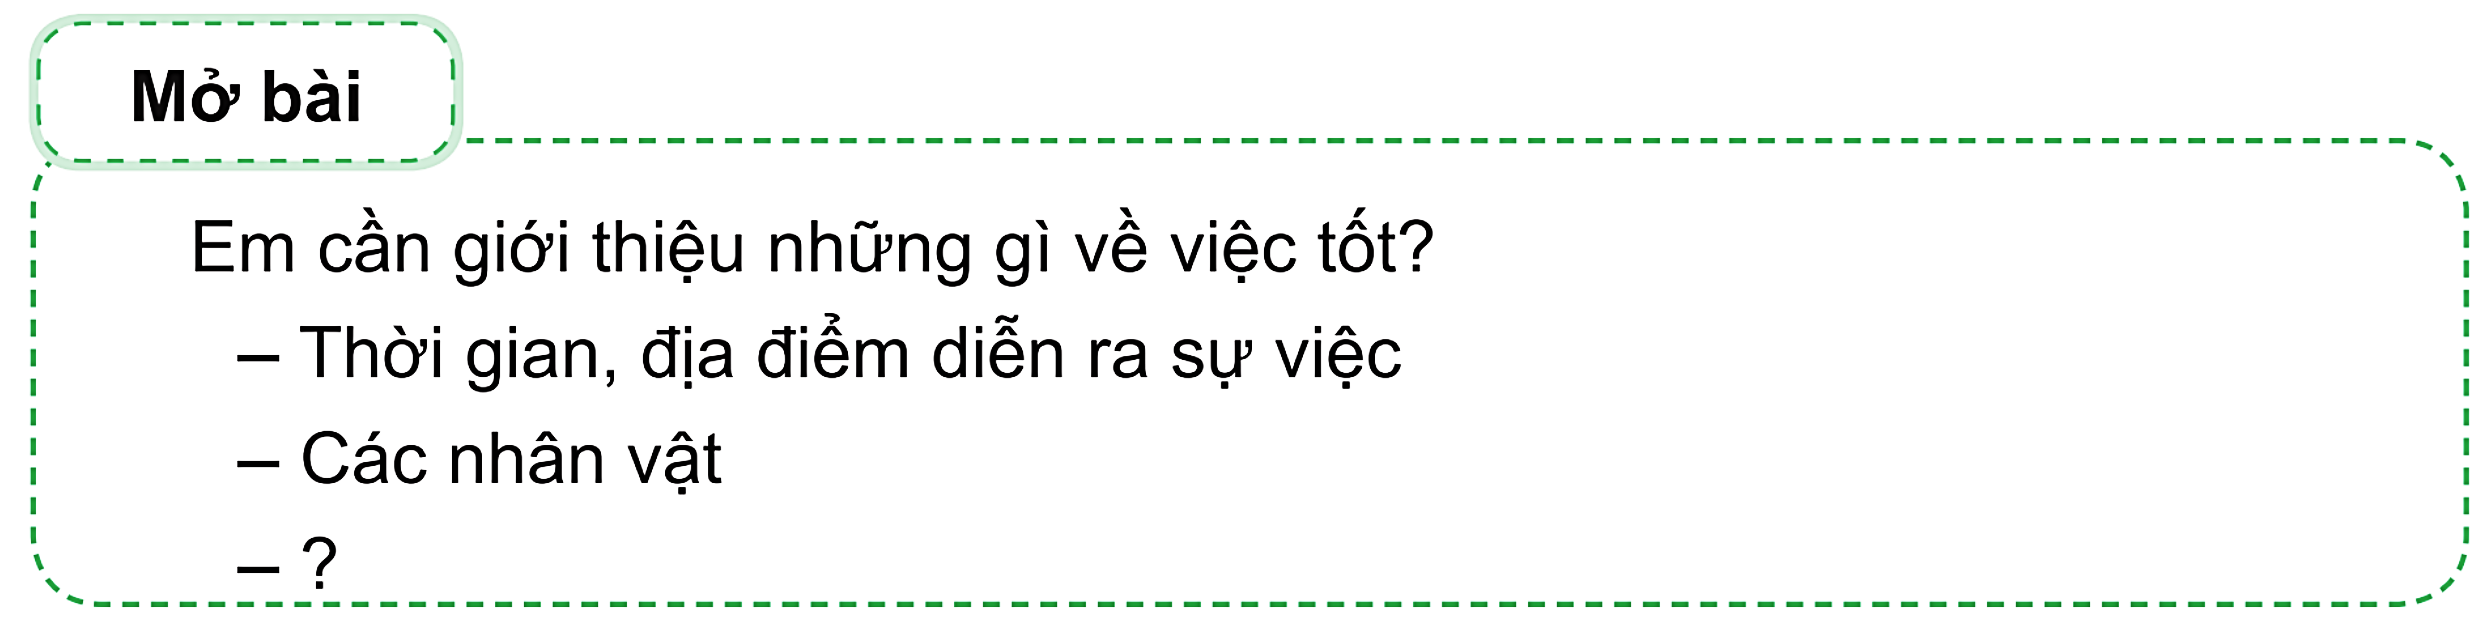 Mở bài
Em cần giới thiệu những gì về việc tốt?
– Thời gian, địa điểm diễn ra sự việc
– Các nhân vật
– ?